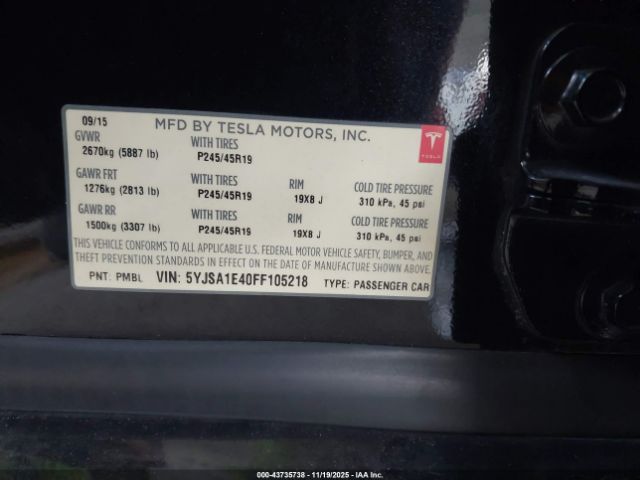 09/15 MFD BY TESLA MOTORS, INC.
GVWR WITH TIRES
2670kg (5887 lb) P245/45R19
TESLA
GAWR FRT WITH TIRES RIM COLD TIRE PRESSURE
1276kg (2813 lb) P245/45R19 19X8 J 310 kPa, 45 psi
GAWR RR WITH TIRES RIM COLD TIRE PRESSURE
1500kg (3307 lb) P245/45R19 19X8 J 310 kPa, 45 psi
THIS VEHICLE CONFORMS TO ALL APPLICABLE U.S. FEDERAL MOTOR VEHICLE SAFETY, BUMPER, AND
THEFT PREVENTION STANDARDS IN EFFECT ON THE DATE OF MANUFACTURE SHOWN ABOVE.
PNT: PMBL VIN: 5YJSA1E40FF105218 TYPE: PASSENGER CAR
000-43735738 - 11/19/2025 - IAA Inc.